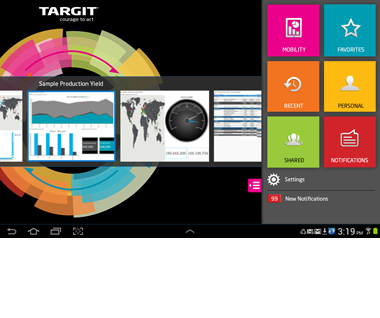 TARGIT
courage to act
Sample Production Yield
MOBILITY
FAVORITES
RECENT
PERSONAL
SHARED
NOTIFICATIONS
Settings
99 New Notifications
3:19 PM